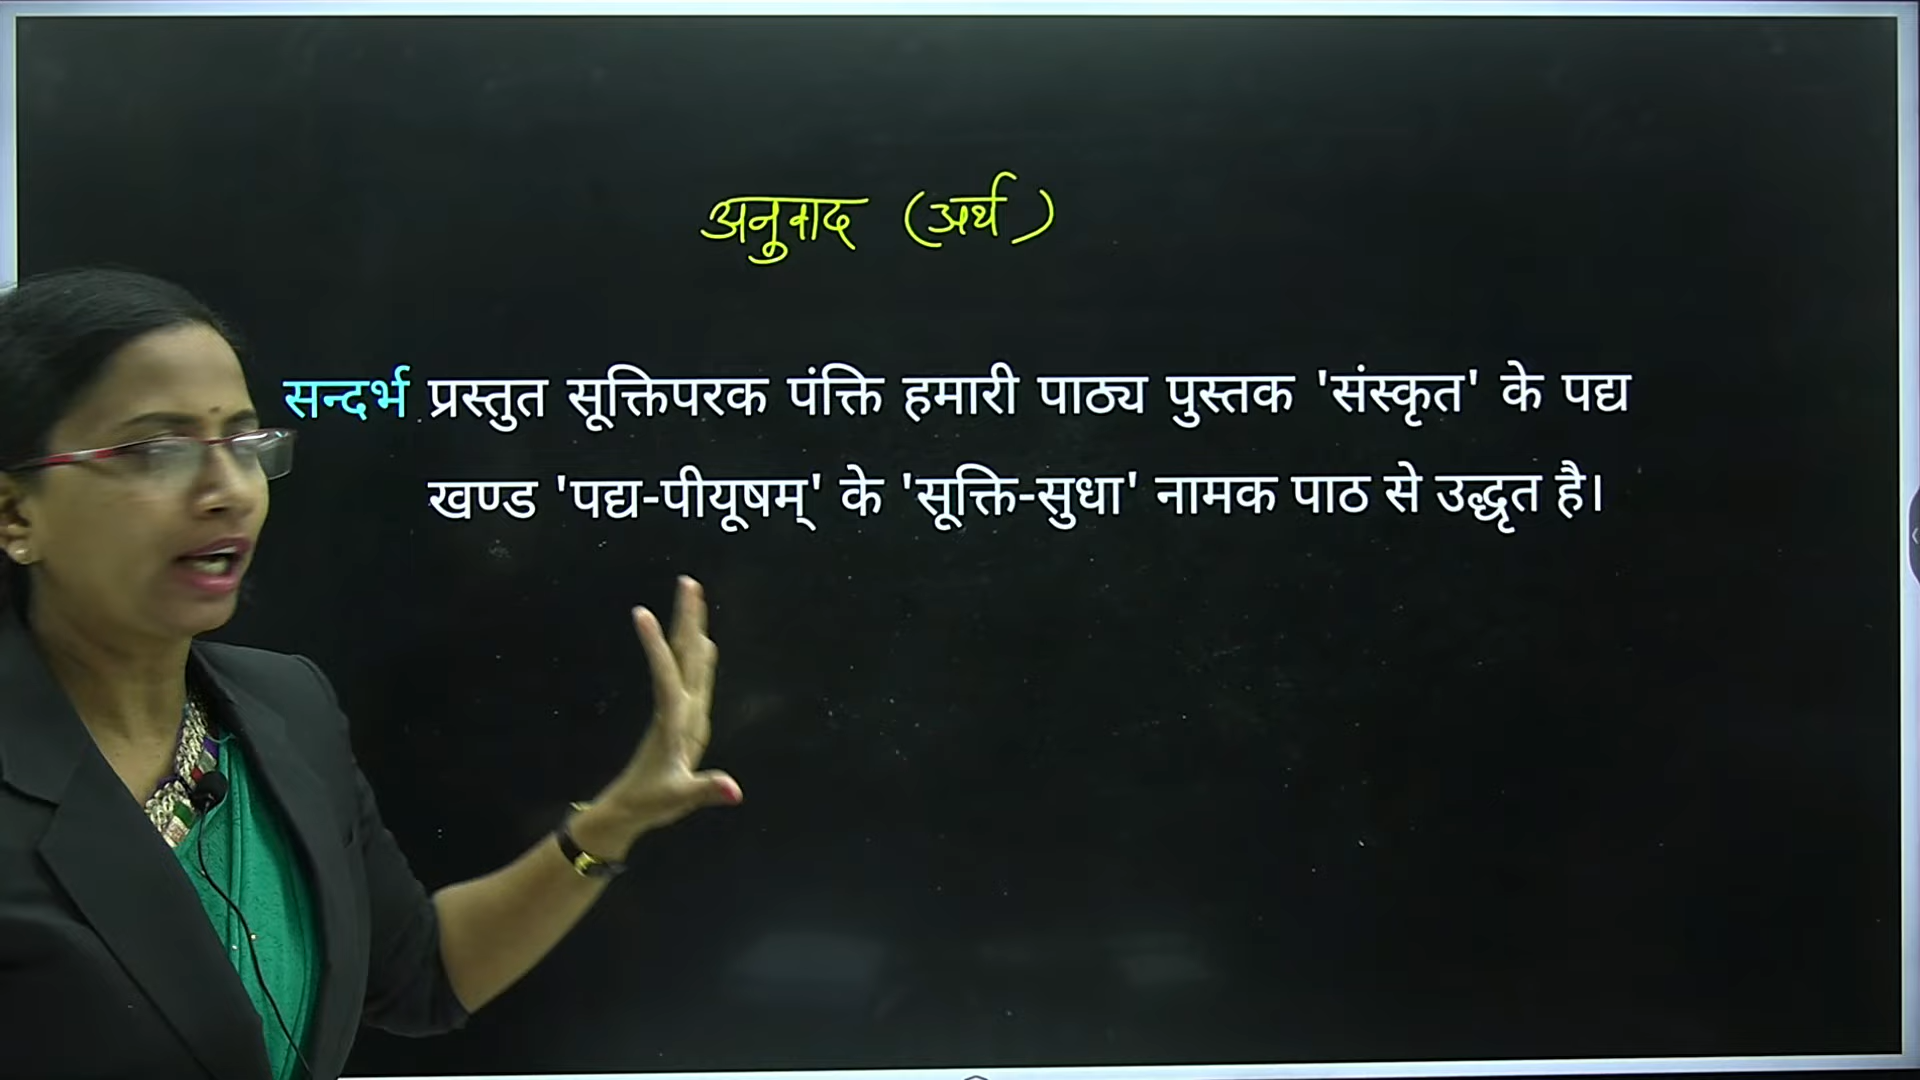 अनुवाद (अर्थ)
सन्दर्भ प्रस्तुत सूक्तिपरक पंक्ति हमारी पाठ्य पुस्तक 'संस्कृत' के पद्य
खण्ड 'पद्य-पीयूषम्' के 'सूक्ति-सुधा' नामक पाठ से उद्धृत है।